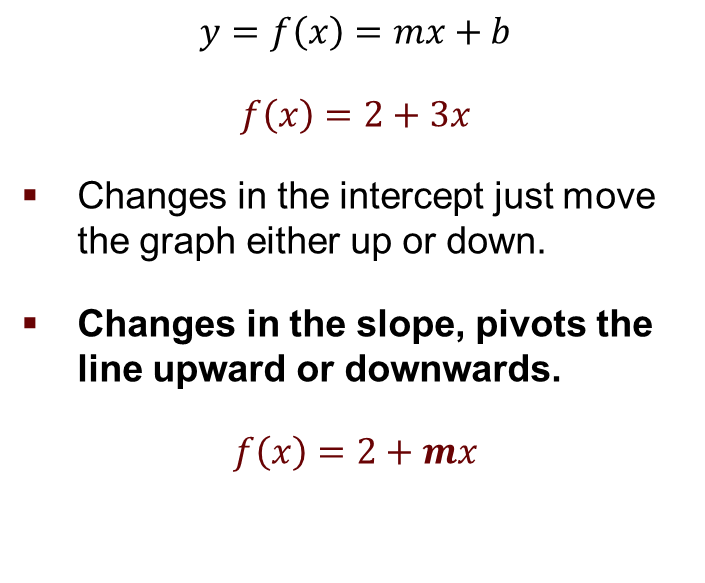 y = f(x) = mx + b
f(x) = 2 + 3x
▪ Changes in the intercept just move
the graph either up or down.
▪ Changes in the slope, pivots the
line upward or downwards.
f(x) = 2 + mx